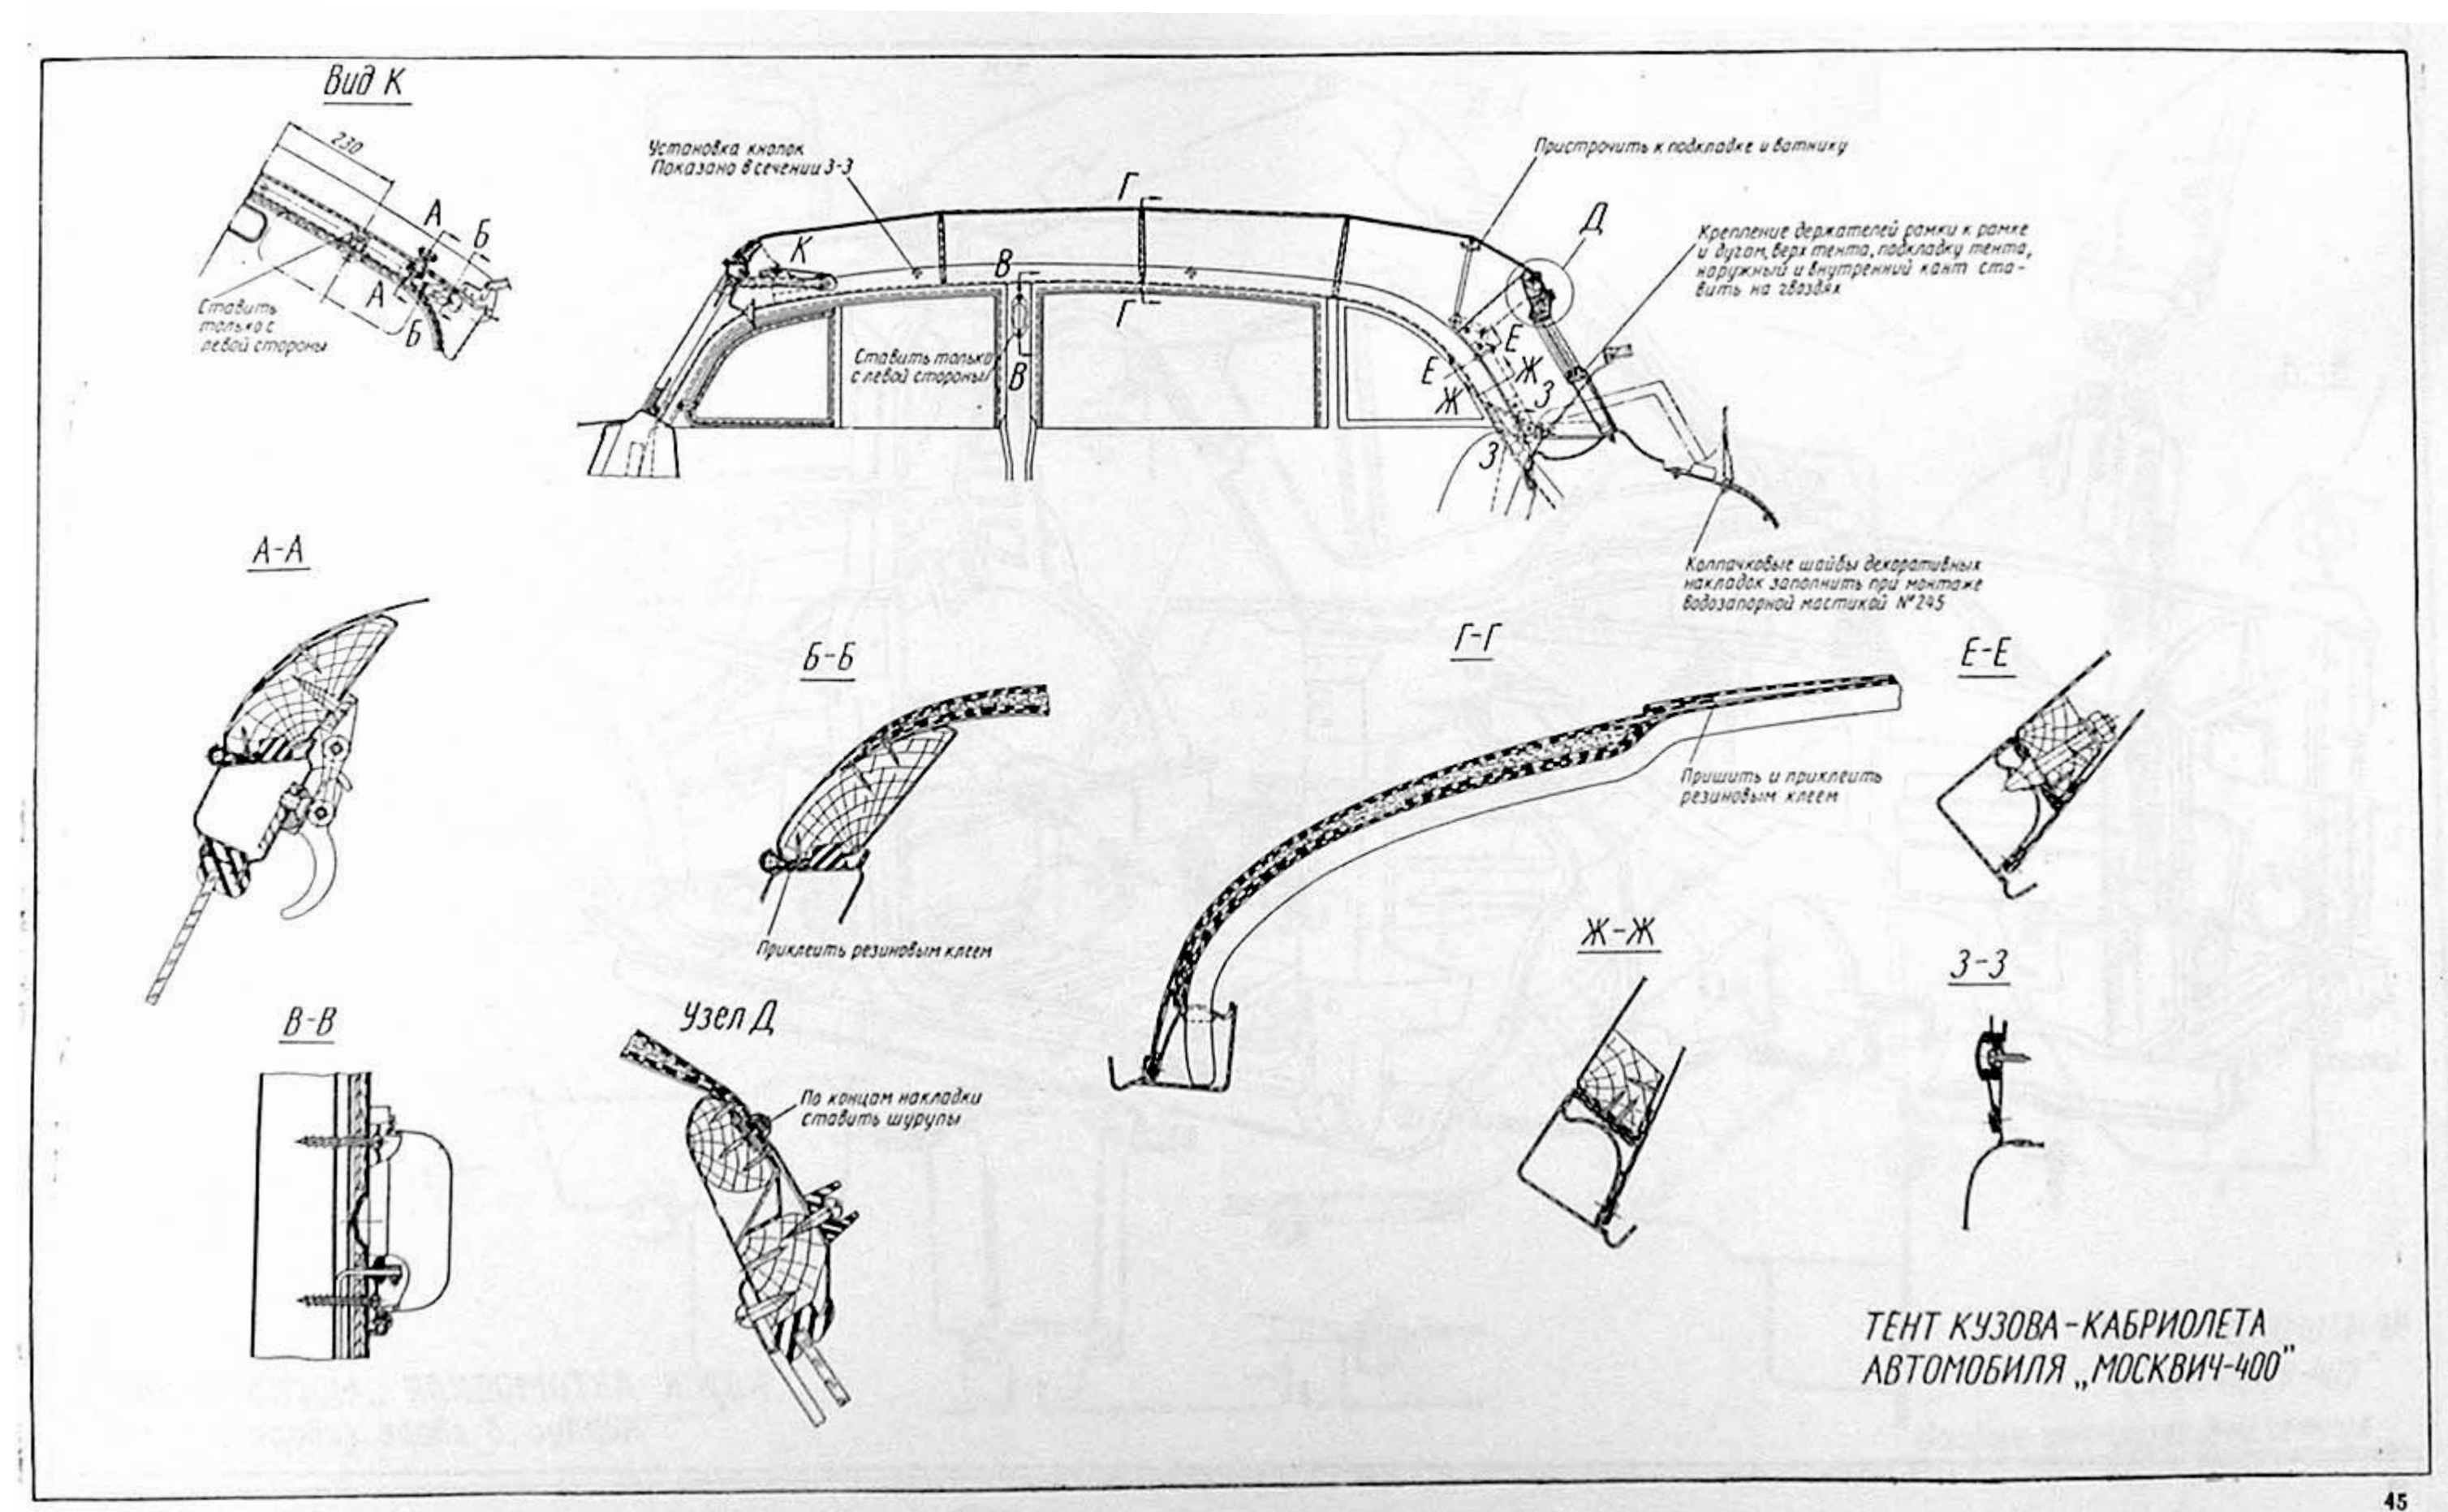 Вид К
230
А
Б
А
Б
Ставить
только с
левой стороны
Установка кнопок
Показано в сечении З-З
Пристрочить к подкладке и ватнику
Крепление держателей рамки к рамке
и дугам, верх тента, подкладку тента,
наружный и внутренний кант ста-
вить на гвоздях
Г
Г
Д
К
В
В
Ставить только
с левой стороны
Е
Е
Ж
Ж
З
З
Колпачковые шайбы декоративных
накладок заполнить при монтаже
водозапорной мастикой №245
А-А
Б-Б
Приклеить резиновым клеем
Г-Г
Пришить и приклеить
резиновым клеем
Е-Е
Ж-Ж
З-З
В-В
Узел Д
По концам накладки
ставить шурупы
ТЕНТ КУЗОВА-КАБРИОЛЕТА
АВТОМОБИЛЯ „МОСКВИЧ-400"
45